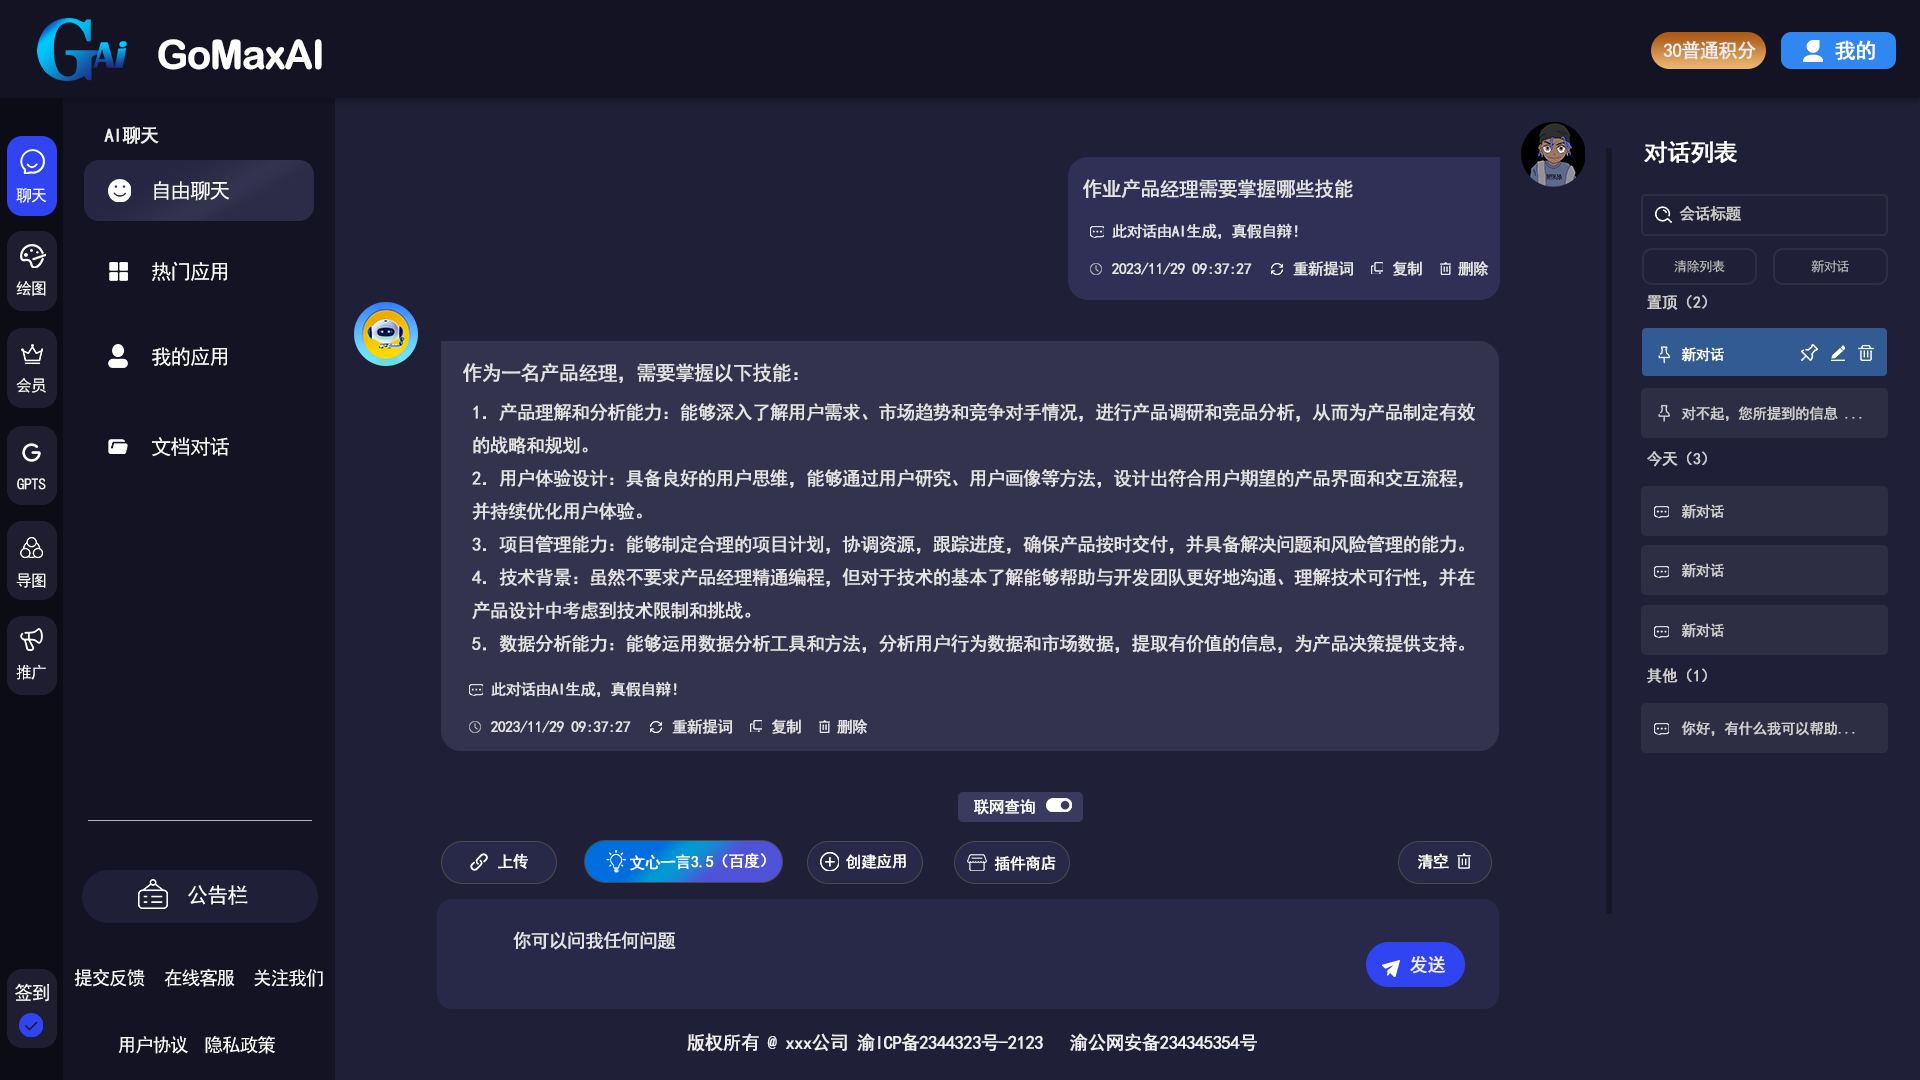 GAi GoMaxAI
30普通积分
我的
聊天
绘图
会员
G
GPTS
导图
推广
签到
AI聊天
自由聊天
热门应用
我的应用
文档对话
公告栏
提交反馈 在线客服 关注我们
用户协议 隐私政策
作业产品经理需要掌握哪些技能
此对话由AI生成，真假自辩！
2023/11/29 09:37:27 重新提词 复制 删除
作为一名产品经理，需要掌握以下技能：
1. 产品理解和分析能力：能够深入了解用户需求、市场趋势和竞争对手情况，进行产品调研和竞品分析，从而为产品制定有效
的战略和规划。
2. 用户体验设计：具备良好的用户思维，能够通过用户研究、用户画像等方法，设计出符合用户期望的产品界面和交互流程，
并持续优化用户体验。
3. 项目管理能力：能够制定合理的项目计划，协调资源，跟踪进度，确保产品按时交付，并具备解决问题和风险管理的能力。
4. 技术背景：虽然不要求产品经理精通编程，但对于技术的基本了解能够帮助与开发团队更好地沟通、理解技术可行性，并在
产品设计中考虑到技术限制和挑战。
5. 数据分析能力：能够运用数据分析工具和方法，分析用户行为数据和市场数据，提取有价值的信息，为产品决策提供支持。
此对话由AI生成，真假自辩！
2023/11/29 09:37:27 重新提词 复制 删除
联网查询
上传
文心一言3.5（百度）
创建应用
插件商店
清空
你可以问我任何问题
发送
版权所有 @ xxx公司 渝ICP备2344323号-2123 渝公网安备234345354号
对话列表
会话标题
清除列表 新对话
置顶（2）
新对话
对不起，您所提到的信息 ...
今天（3）
新对话
新对话
新对话
其他（1）
你好，有什么我可以帮助...